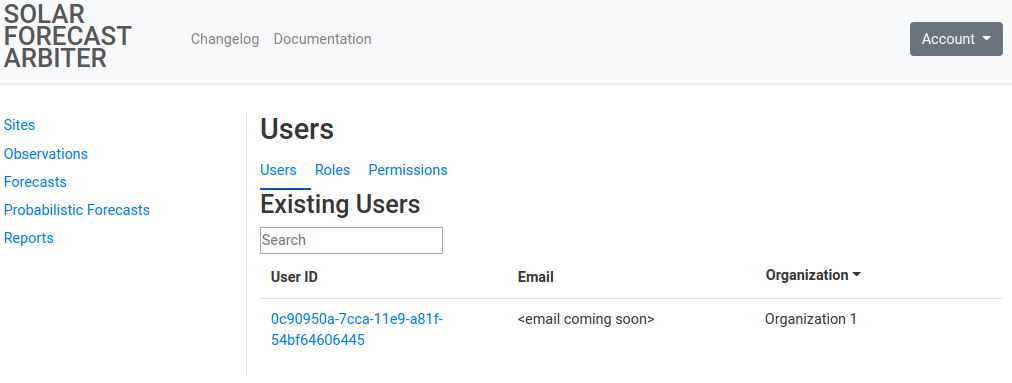 SOLAR
FORECAST
ARBITER
Changelog Documentation
Account
Sites
Observations
Forecasts
Probabilistic Forecasts
Reports
Users
Users Roles Permissions
Existing Users
Search
User ID Email Organization
0c90950a-7cca-11e9-a81f-
54bf64606445
<email coming soon>
Organization 1